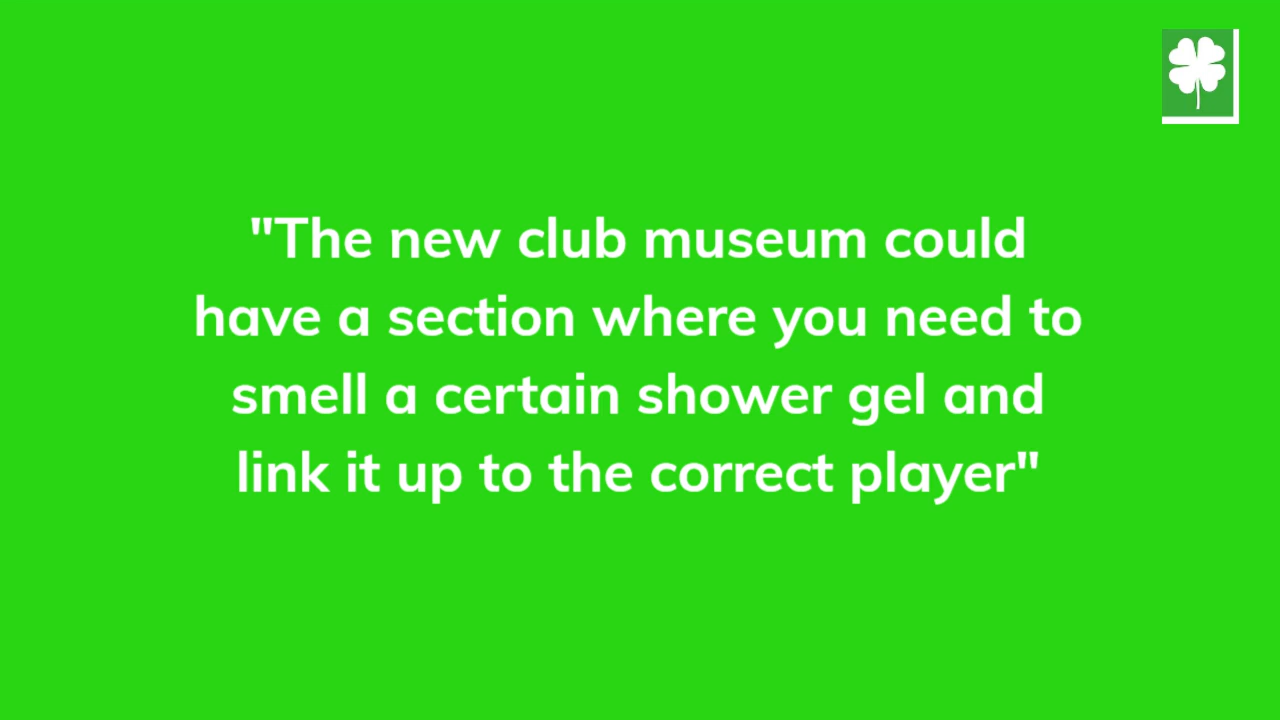 "The new club museum could
have a section where you need to
smell a certain shower gel and
link it up to the correct player"